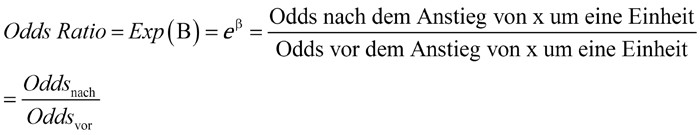 Odds Ratio = Exp(B) = e^β = Odds nach dem Anstieg von x um eine Einheit / Odds vor dem Anstieg von x um eine Einheit
= Odds_nach / Odds_vor